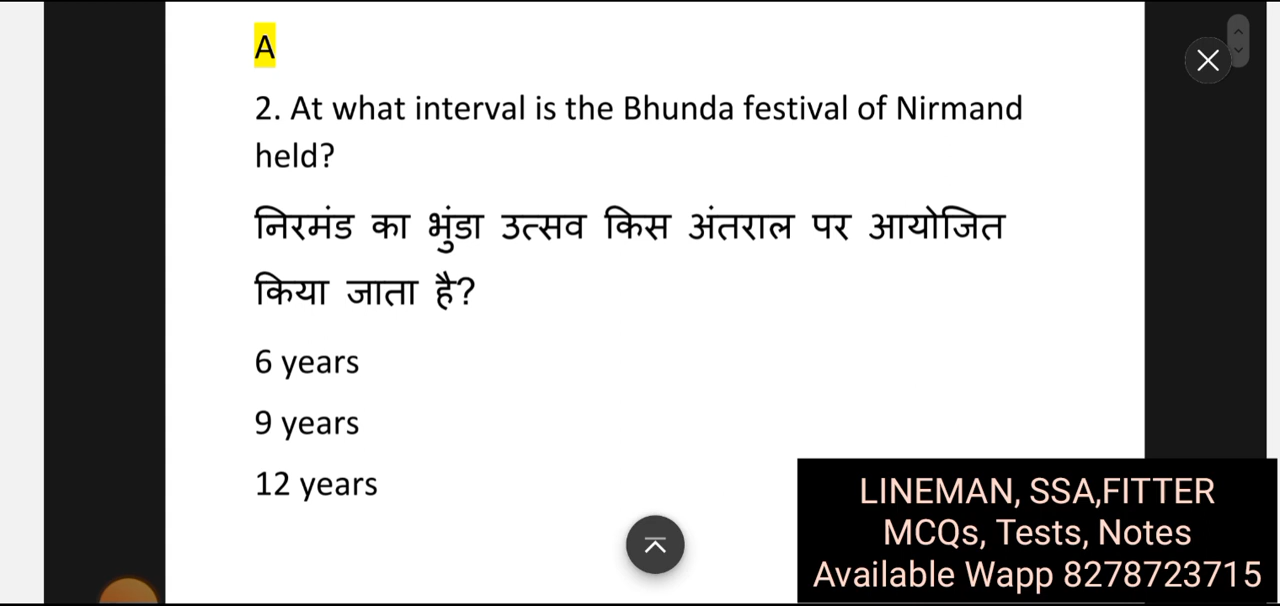 A
2. At what interval is the Bhunda festival of Nirmand
held?
निरमंड का भुंडा उत्सव किस अंतराल पर आयोजित
किया जाता है?
6 years
9 years
12 years
LINEMAN, SSA,FITTER
MCQs, Tests, Notes
Available Wapp 8278723715